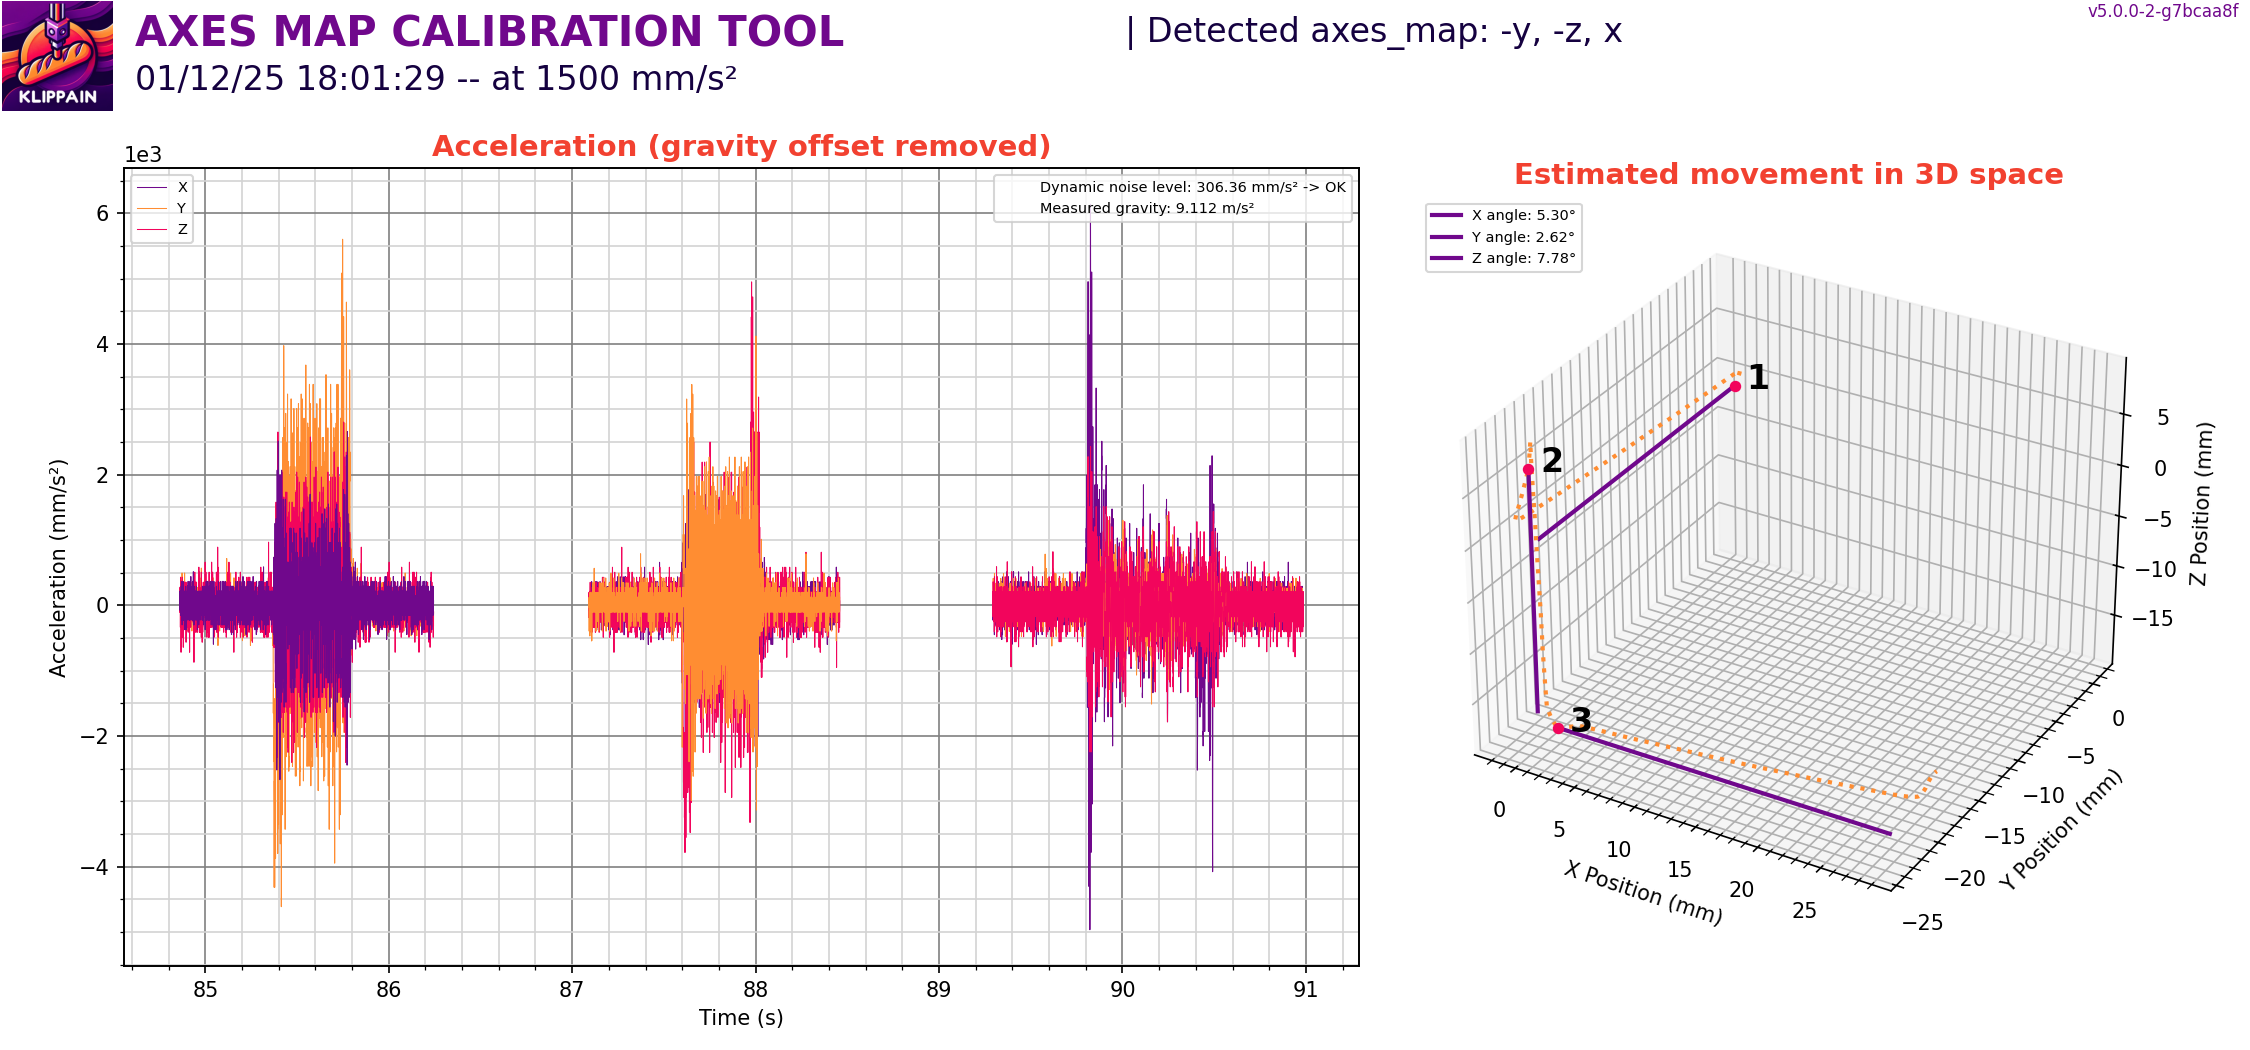 AXES MAP CALIBRATION TOOL
| Detected axes_map: -y, -z, x
v5.0.0-2-g7bcaa8f
01/12/25 18:01:29 -- at 1500 mm/s²
KLIPPAIN
Acceleration (gravity offset removed)
1e3
X
Y
Z
Dynamic noise level: 306.36 mm/s² -> OK
Measured gravity: 9.112 m/s²
6
4
2
0
−2
−4
Acceleration (mm/s²)
85
86
87
88
89
90
91
Time (s)
Estimated movement in 3D space
X angle: 5.30°
Y angle: 2.62°
Z angle: 7.78°
1
2
3
5
0
−5
−10
−15
Z Position (mm)
0
−5
−10
−15
−20
−25
Y Position (mm)
0
5
10
15
20
25
X Position (mm)